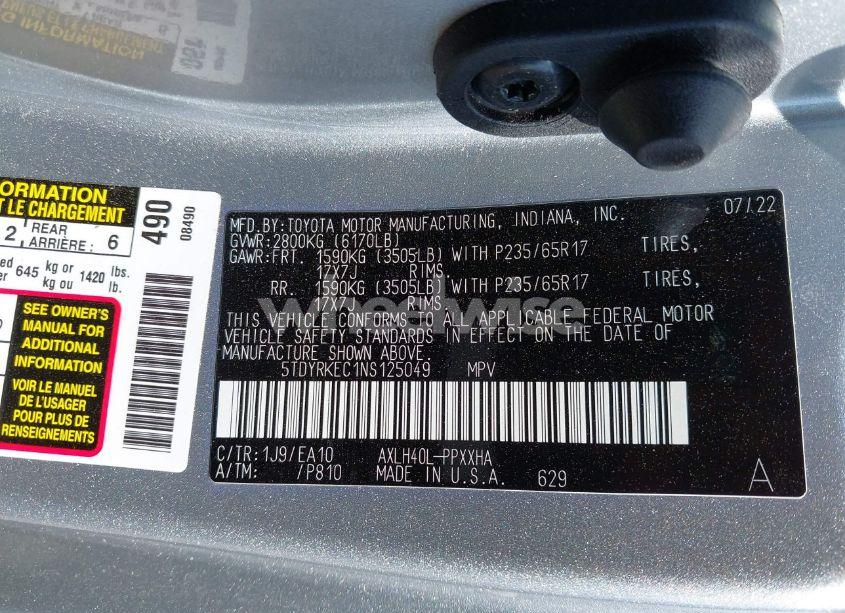 ORMATION
T LE CHARGEMENT
2 REAR ARRIÈRE : 6
645 kg or kg ou 1420 lbs. lb.
SEE OWNER'S
MANUAL FOR
ADDITIONAL
INFORMATION
VOIR LE MANUEL
DE L'USAGER
POUR PLUS DE
RENSEIGNEMENTS
490
08490
MFD.BY:TOYOTA MOTOR MANUFACTURING, INDIANA, INC. 07/22
GVWR:2800KG (6170LB)
GAWR:FRT. 1590KG (3505LB) WITH P235/65R17 TIRES,
17X7J RIMS.
RR. 1590KG (3505LB) WITH P235/65R17 TIRES,
17X7J RIMS.
THIS VEHICLE CONFORMS TO ALL APPLICABLE FEDERAL MOTOR
VEHICLE SAFETY STANDARDS IN EFFECT ON THE DATE OF
MANUFACTURE SHOWN ABOVE.
5TDYRKEC1NS125049 MPV
C/TR:1J9/EA10 AXLH40L-PPXXHA
A/TM: /P810 MADE IN U.S.A. 629 A
wheelwise